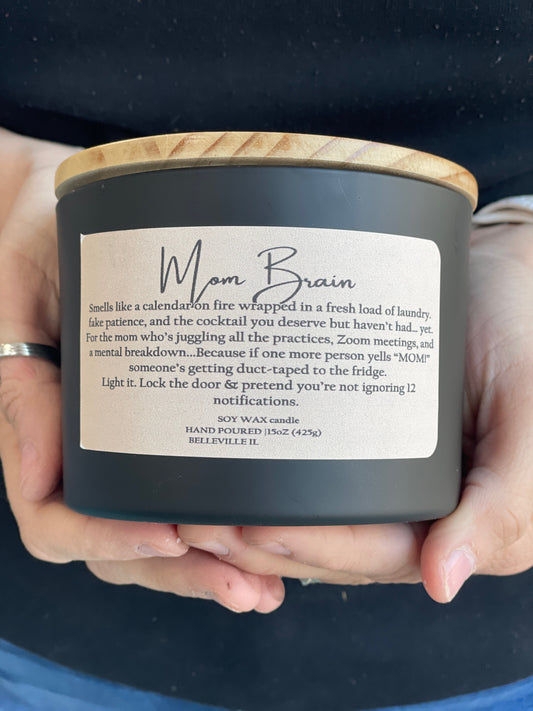 Mom Brain
Smells like a calendar on fire wrapped in a fresh load of laundry.
fake patience, and the cocktail you deserve but haven't had... yet.
For the mom who's juggling all the practices, Zoom meetings, and
a mental breakdown...Because if one more person yells “MOM!”
someone's getting duct-taped to the fridge.
Light it. Lock the door & pretend you're not ignoring 12
notifications.
SOY WAX candle
HAND POURED |15oZ (425g)
BELLEVILLE IL